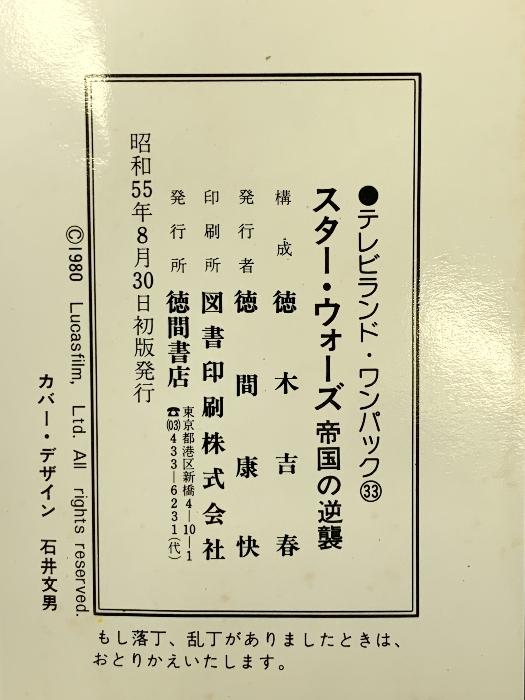 ●テレビランド・ワンパック㉝
スター・ウォーズ 帝国の逆襲
構成 徳木吉春
発行者 徳間康快
印刷所 図書印刷株式会社
発行所 徳間書店
東京都港区新橋4―10―1
☎(03)433―6231(代)
昭和55年8月30日初版発行
©1980 Lucasfilm, Ltd. All rights reserved.
カバー・デザイン 石井文男
もし落丁、乱丁がありましたときは、
おとりかえいたします。